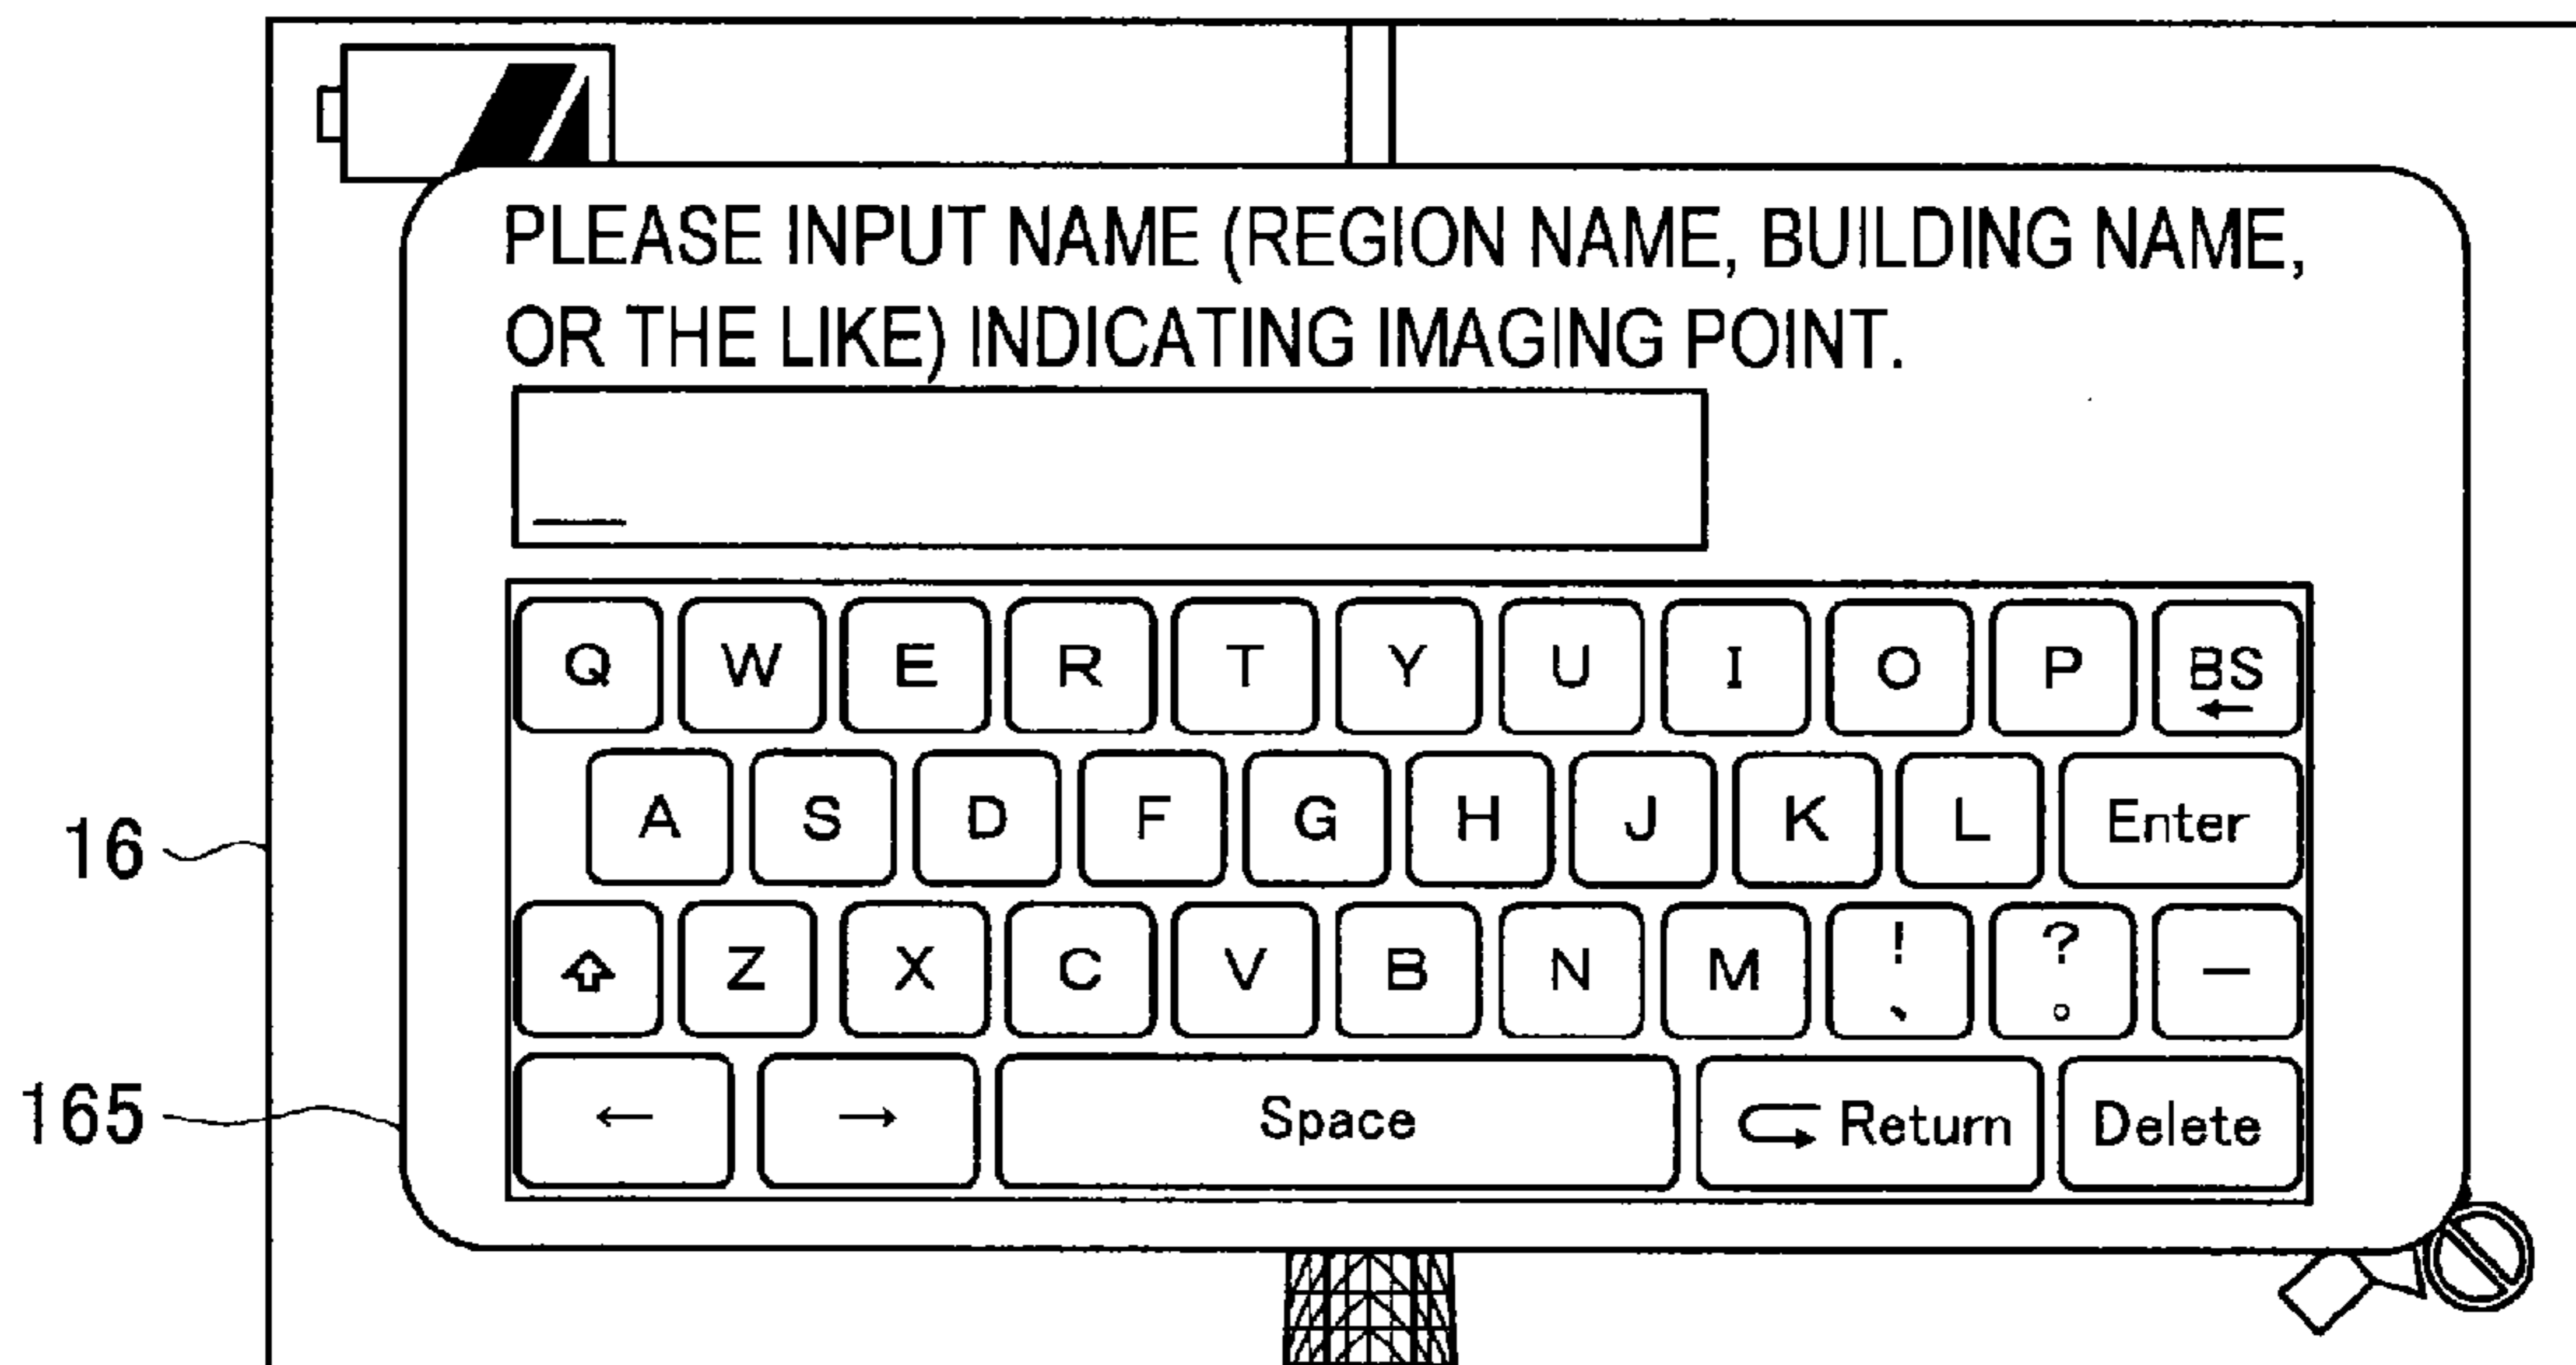 PLEASE INPUT NAME (REGION NAME, BUILDING NAME,
OR THE LIKE) INDICATING IMAGING POINT.
Q W E R T Y U I O P BS ←
16
A S D F G H J K L Enter
⇧ Z X C V B N M ! 、 ? 。 —
165
← → Space Return Delete